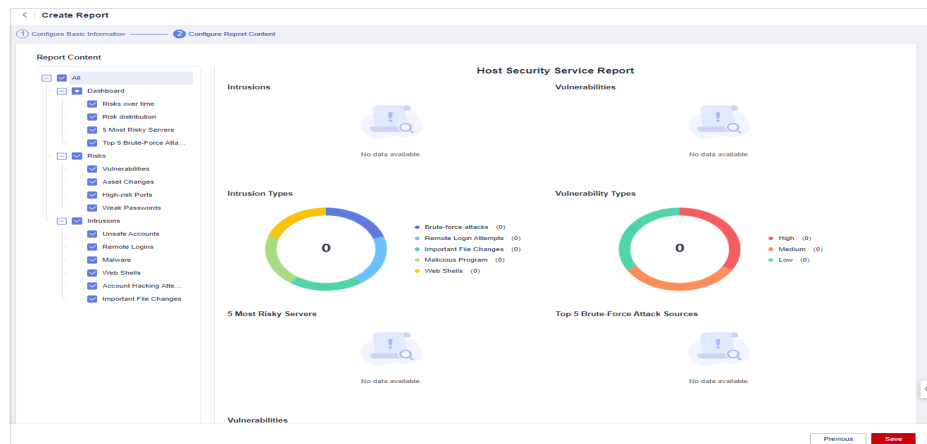 < Create Report
1 Configure Basic Information
2 Configure Report Content
Report Content
All
Dashboard
Risks over time
Risk distribution
5 Most Risky Servers
Top 5 Brute-Force Atta...
Risks
Vulnerabilities
Asset Changes
High-risk Ports
Weak Passwords
Intrusions
Unsafe Accounts
Remote Logins
Malware
Web Shells
Account Hacking Atte...
Important File Changes
Host Security Service Report
Intrusions
No data available.
Vulnerabilities
No data available.
Intrusion Types
0
Brute-force attacks (0)
Remote Login Attempts (0)
Important File Changes (0)
Malicious Program (0)
Web Shells (0)
Vulnerability Types
0
High (0)
Medium (0)
Low (0)
5 Most Risky Servers
No data available.
Top 5 Brute-Force Attack Sources
No data available.
Vulnerabilities
Previous
Save